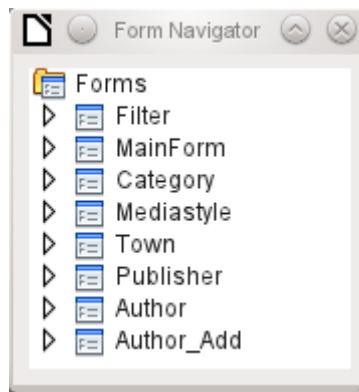 Form Navigator
Forms
Filter
MainForm
Category
Mediastyle
Town
Publisher
Author
Author_Add